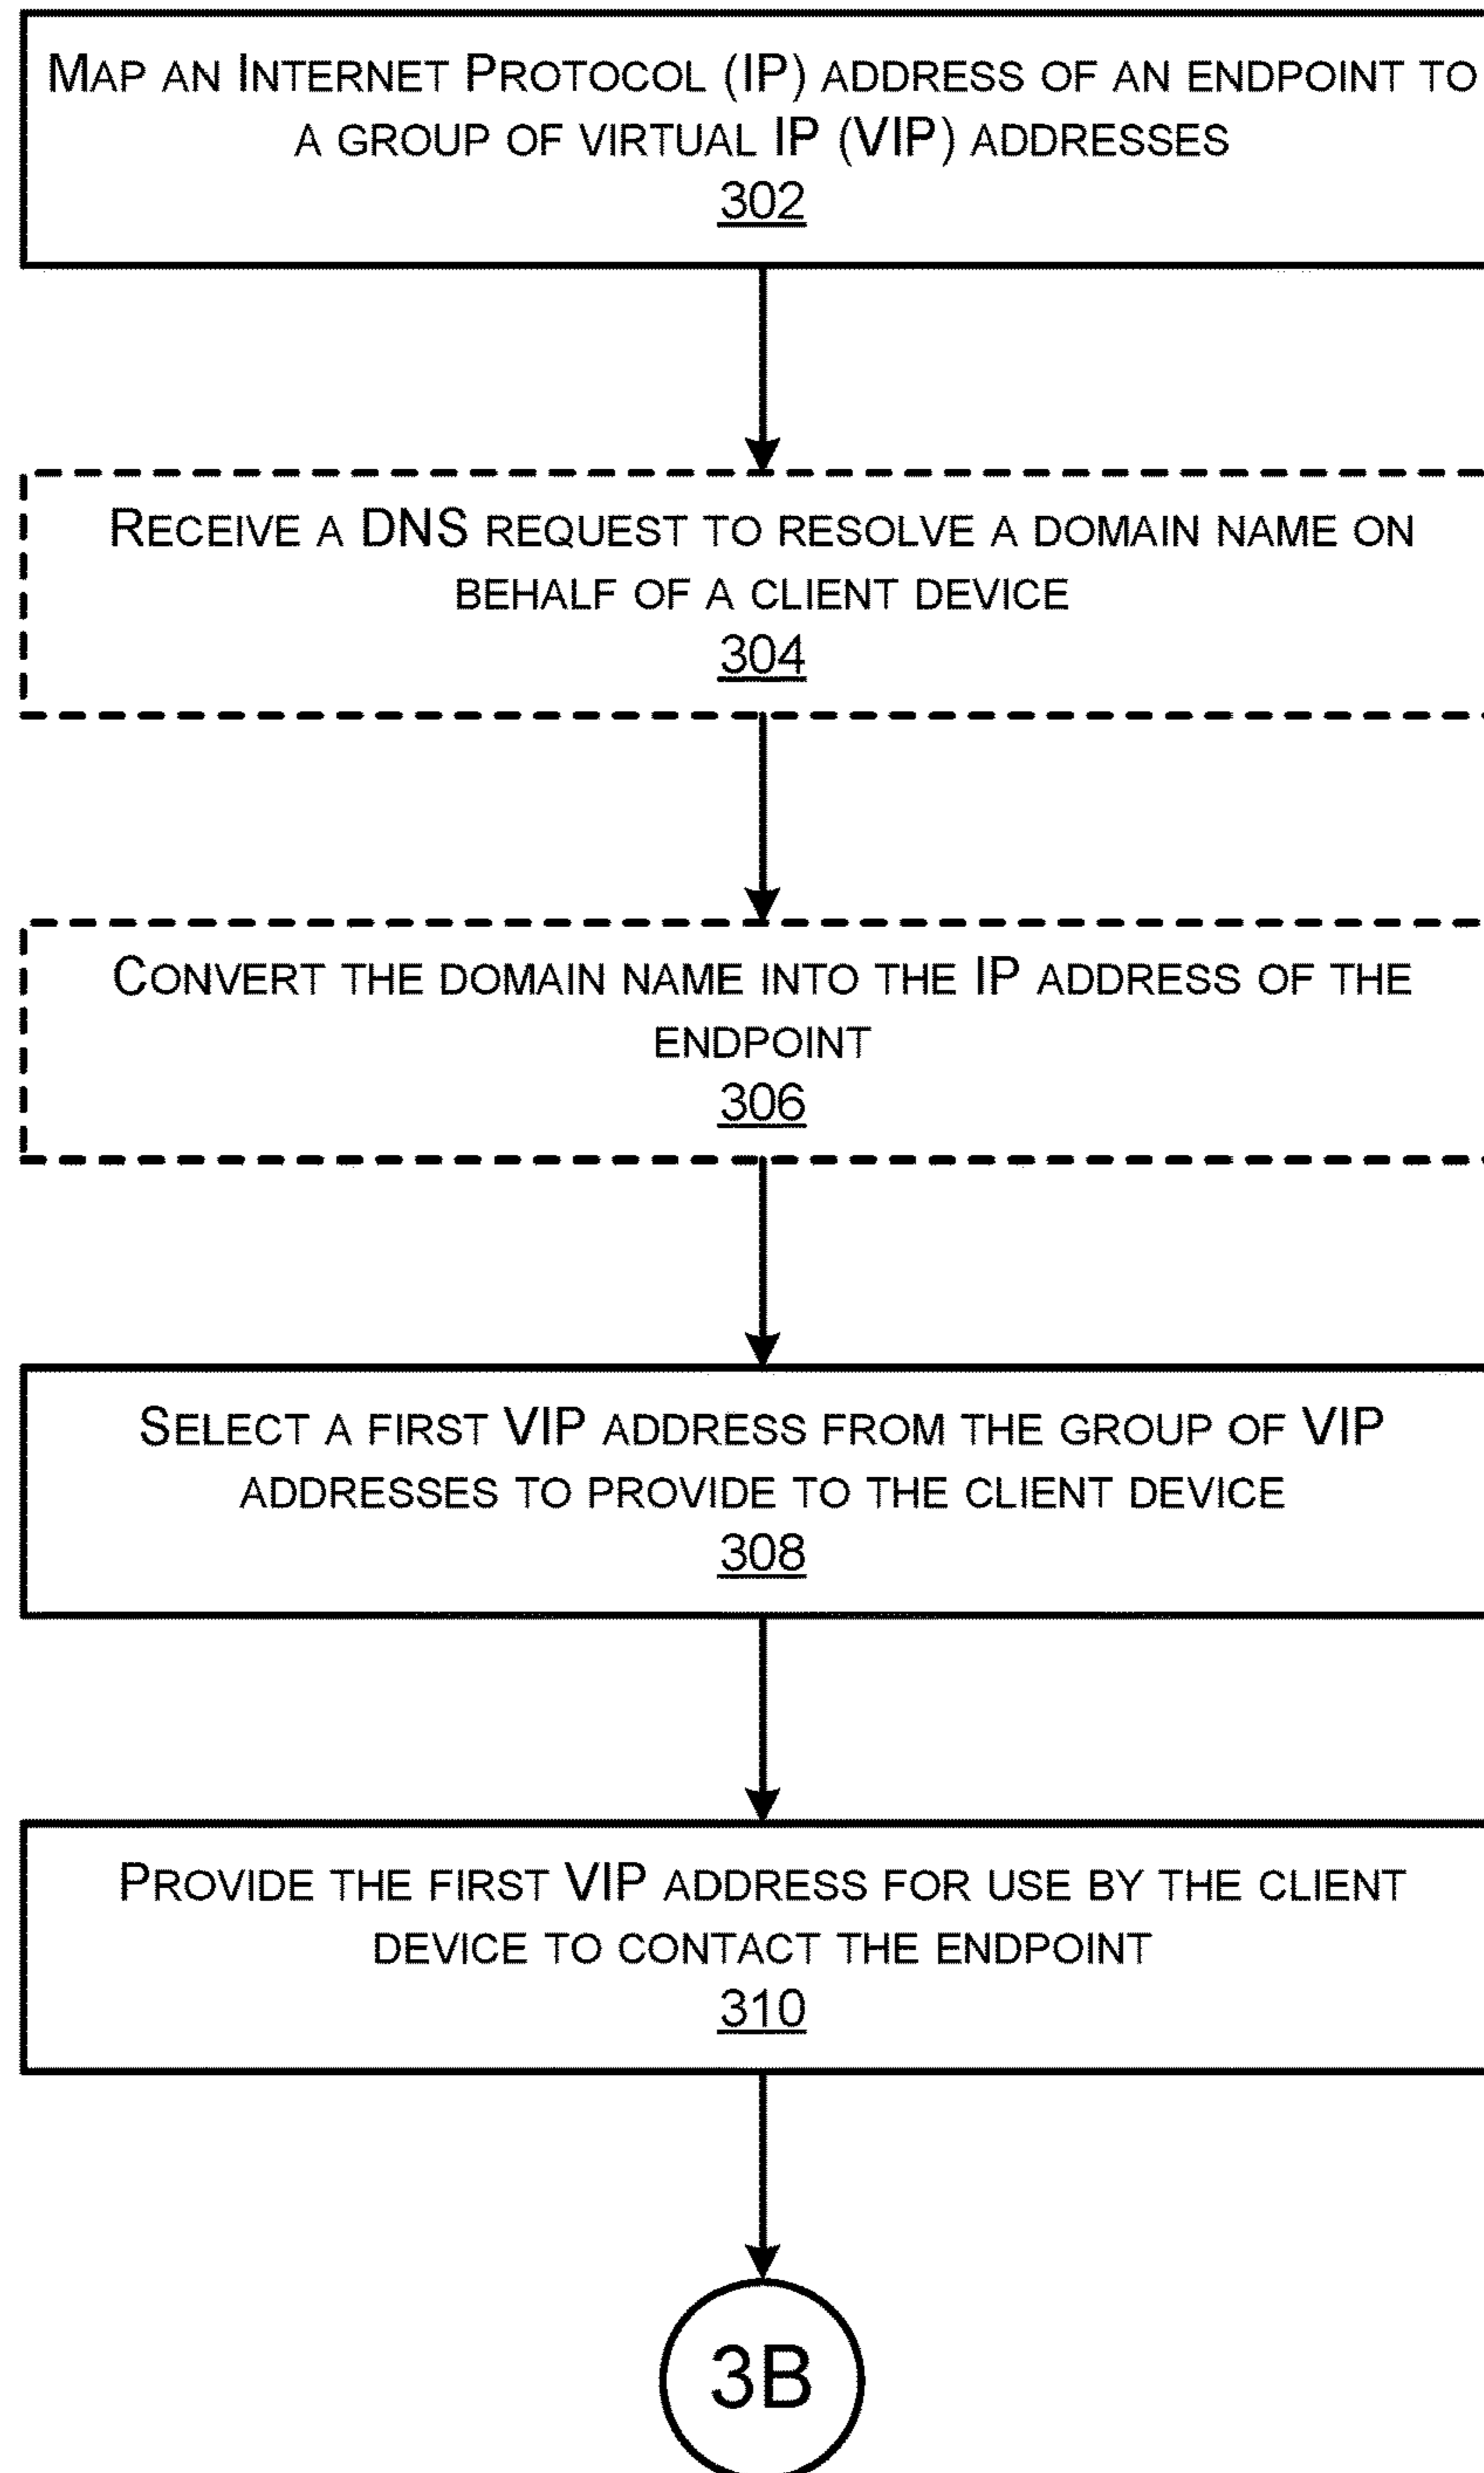 Map an Internet Protocol (IP) address of an endpoint to
a group of virtual IP (VIP) addresses
302
Receive a DNS request to resolve a domain name on
behalf of a client device
304
Convert the domain name into the IP address of the
endpoint
306
Select a first VIP address from the group of VIP
addresses to provide to the client device
308
Provide the first VIP address for use by the client
device to contact the endpoint
310
3B